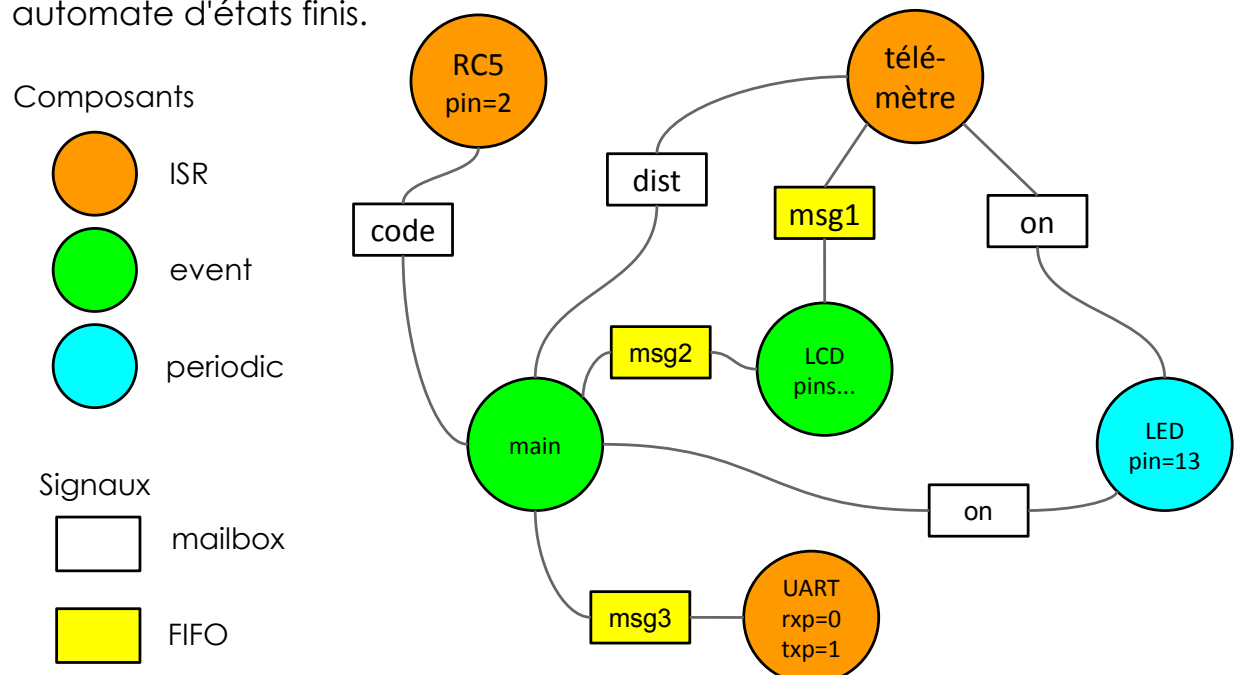 automate d'états finis.
Composants
ISR
event
periodic
Signaux
mailbox
FIFO
RC5
pin=2
télé-
mètre
dist
msg1
on
code
msg2
LCD
pins...
main
LED
pin=13
on
msg3
UART
rxp=0
txp=1